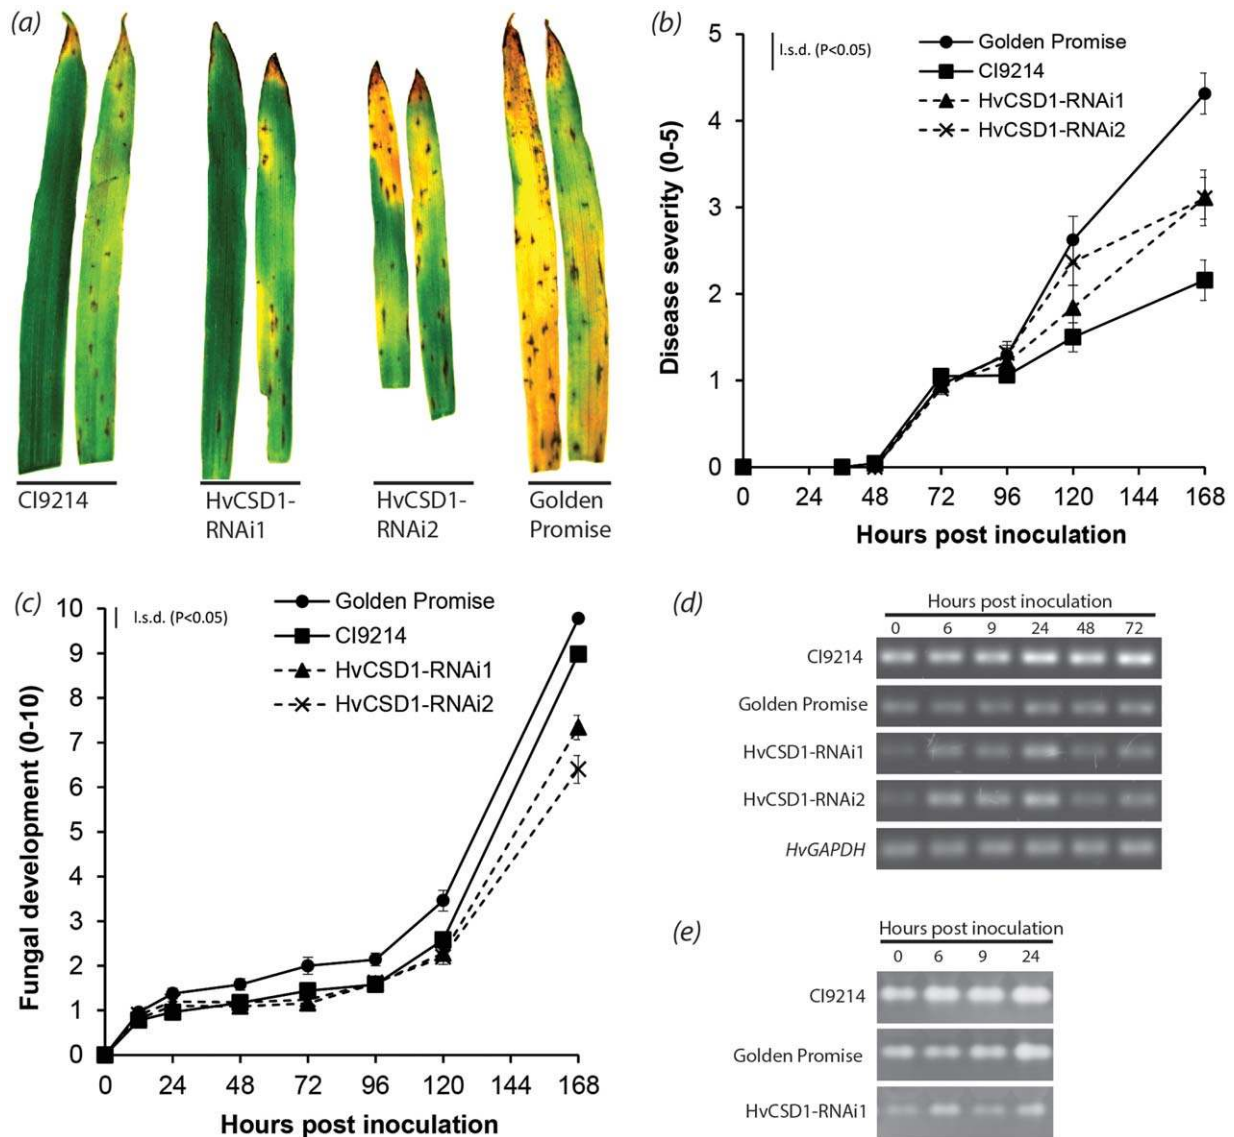 (a)
CI9214
HvCSD1-
RNAi1
HvCSD1-
RNAi2
Golden
Promise
(b)
5
4
3
2
1
0
Disease severity (0-5)
l.s.d. (P<0.05)
Golden Promise
CI9214
HvCSD1-RNAi1
HvCSD1-RNAi2
0 24 48 72 96 120 144 168
Hours post inoculation
(c)
10
9
8
7
6
5
4
3
2
1
0
Fungal development (0-10)
l.s.d. (P<0.05)
Golden Promise
CI9214
HvCSD1-RNAi1
HvCSD1-RNAi2
0 24 48 72 96 120 144 168
Hours post inoculation
(d)
Hours post inoculation
0 6 9 24 48 72
CI9214
Golden Promise
HvCSD1-RNAi1
HvCSD1-RNAi2
HvGAPDH
(e)
Hours post inoculation
0 6 9 24
CI9214
Golden Promise
HvCSD1-RNAi1